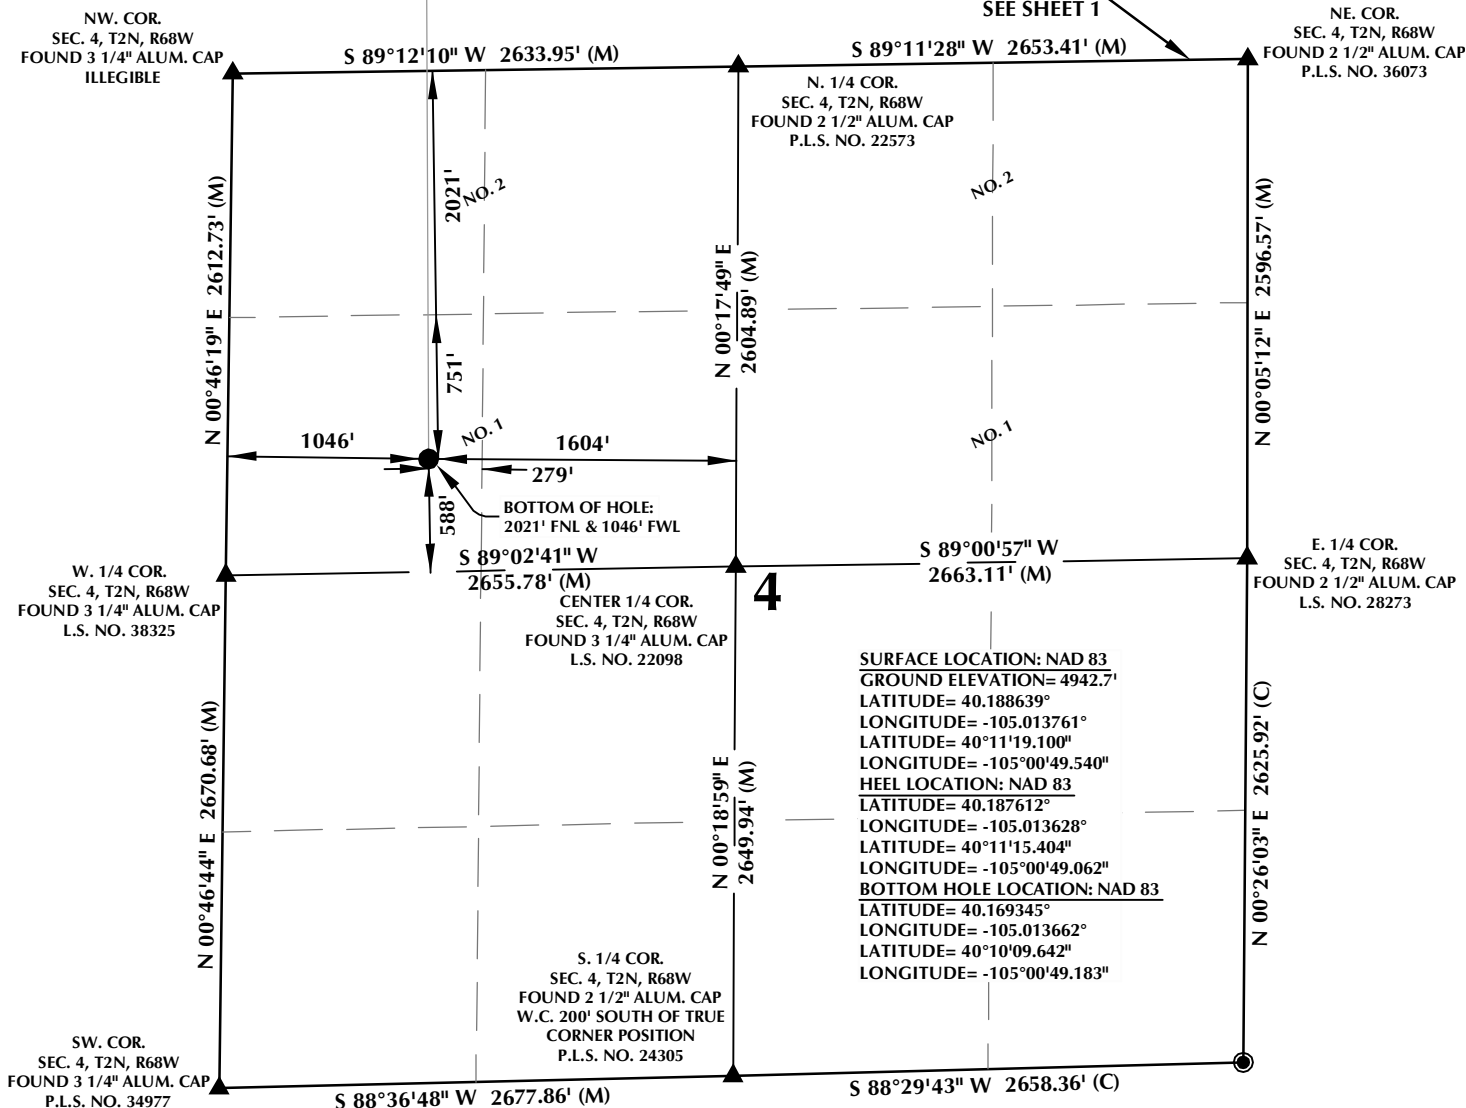 SEE SHEET 1
NW. COR.
SEC. 4, T2N, R68W
FOUND 3 1/4" ALUM. CAP
ILLEGIBLE
S 89°12'10" W 2633.95' (M)
S 89°11'28" W 2653.41' (M)
NE. COR.
SEC. 4, T2N, R68W
FOUND 2 1/2" ALUM. CAP
P.L.S. NO. 36073
N. 1/4 COR.
SEC. 4, T2N, R68W
FOUND 2 1/2" ALUM. CAP
P.L.S. NO. 22573
N 00°46'19" E 2612.73' (M)
2021'
NO. 2
NO. 2
N 00°17'49" E
2604.89' (M)
N 00°05'12" E 2596.57' (M)
751'
NO. 1
NO. 1
1046'
1604'
279'
588'
BOTTOM OF HOLE:
2021' FNL & 1046' FWL
S 89°02'41" W
2655.78' (M)
S 89°00'57" W
2663.11' (M)
W. 1/4 COR.
SEC. 4, T2N, R68W
FOUND 3 1/4" ALUM. CAP
L.S. NO. 38325
CENTER 1/4 COR.
SEC. 4, T2N, R68W
FOUND 3 1/4" ALUM. CAP
L.S. NO. 22098
4
E. 1/4 COR.
SEC. 4, T2N, R68W
FOUND 2 1/2" ALUM. CAP
L.S. NO. 28273
SURFACE LOCATION: NAD 83
GROUND ELEVATION= 4942.7'
LATITUDE= 40.188639°
LONGITUDE= -105.013761°
LATITUDE= 40°11'19.100"
LONGITUDE= -105°00'49.540"
HEEL LOCATION: NAD 83
LATITUDE= 40.187612°
LONGITUDE= -105.013628°
LATITUDE= 40°11'15.404"
LONGITUDE= -105°00'49.062"
BOTTOM HOLE LOCATION: NAD 83
LATITUDE= 40.169345°
LONGITUDE= -105.013662°
LATITUDE= 40°10'09.642"
LONGITUDE= -105°00'49.183"
N 00°46'44" E 2670.68' (M)
N 00°18'59" E
2649.94' (M)
N 00°26'03" E 2625.92' (C)
S. 1/4 COR.
SEC. 4, T2N, R68W
FOUND 2 1/2" ALUM. CAP
W.C. 200' SOUTH OF TRUE
CORNER POSITION
P.L.S. NO. 24305
SW. COR.
SEC. 4, T2N, R68W
FOUND 3 1/4" ALUM. CAP
P.L.S. NO. 34977
S 88°36'48" W 2677.86' (M)
S 88°29'43" W 2658.36' (C)